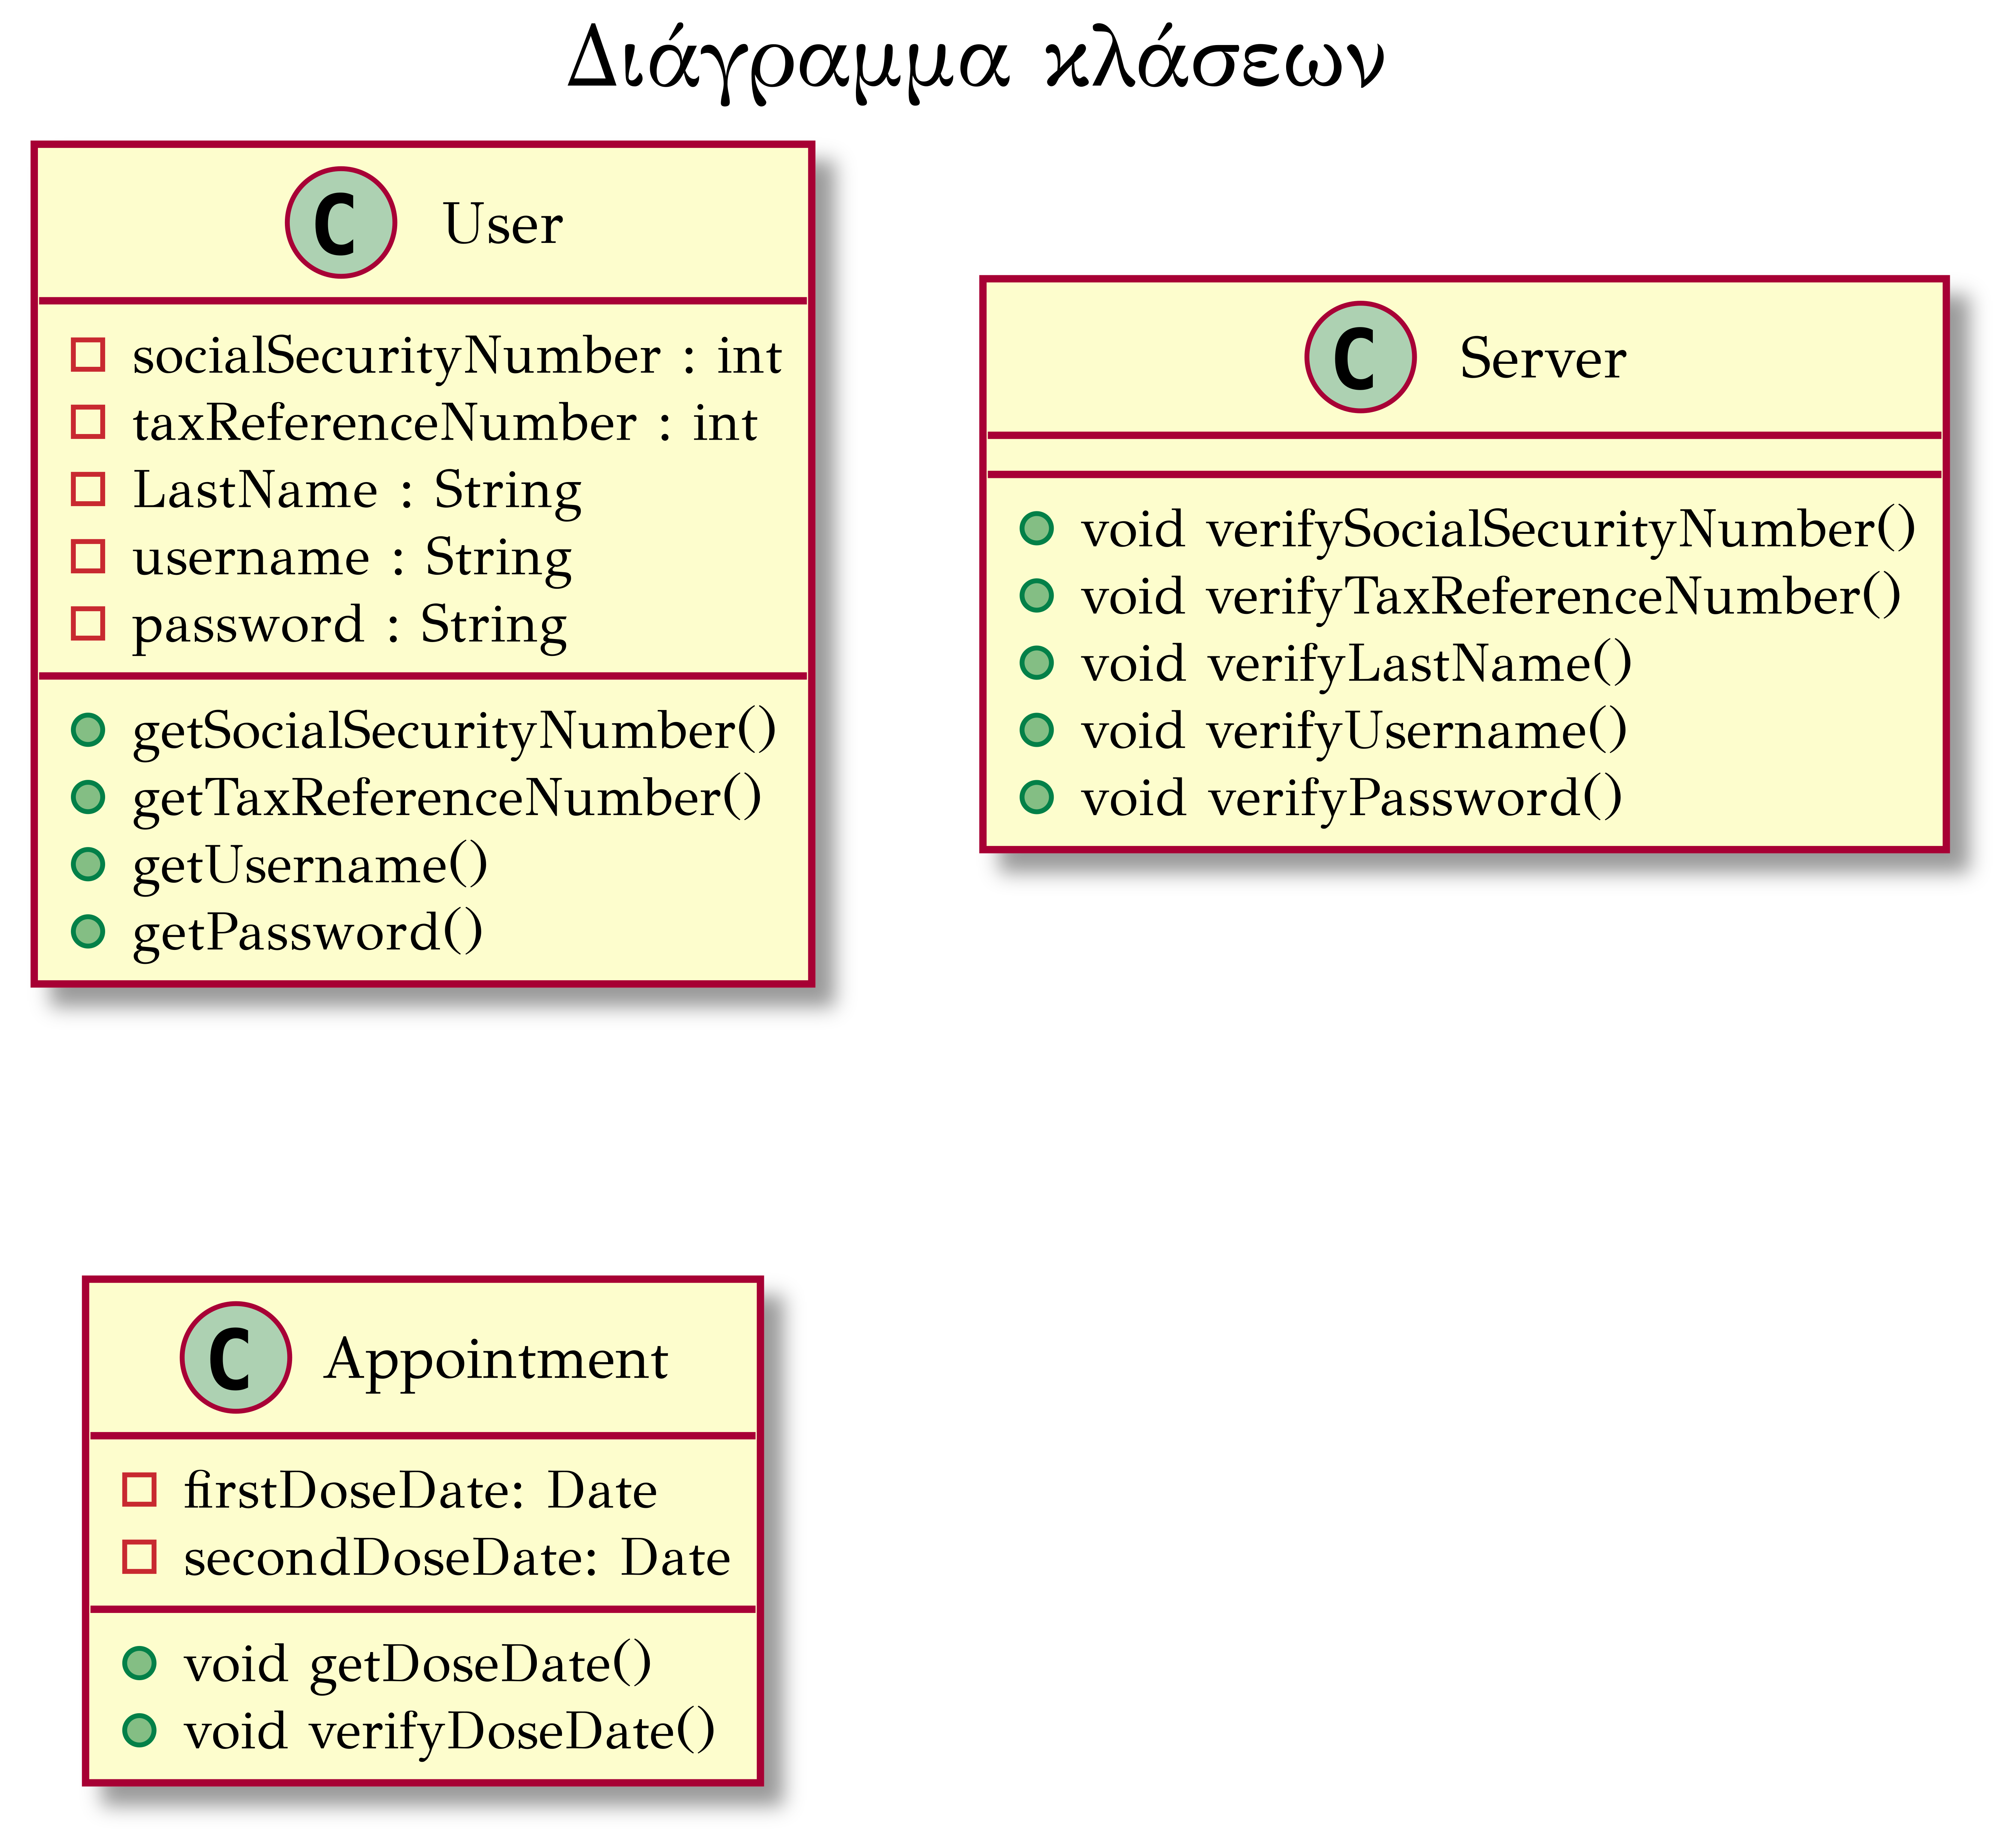 Διάγραμμα κλάσεων
C User
socialSecurityNumber : int
taxReferenceNumber : int
LastName : String
username : String
password : String
getSocialSecurityNumber()
getTaxReferenceNumber()
getUsername()
getPassword()
C Server
void verifySocialSecurityNumber()
void verifyTaxReferenceNumber()
void verifyLastName()
void verifyUsername()
void verifyPassword()
C Appointment
firstDoseDate: Date
secondDoseDate: Date
void getDoseDate()
void verifyDoseDate()